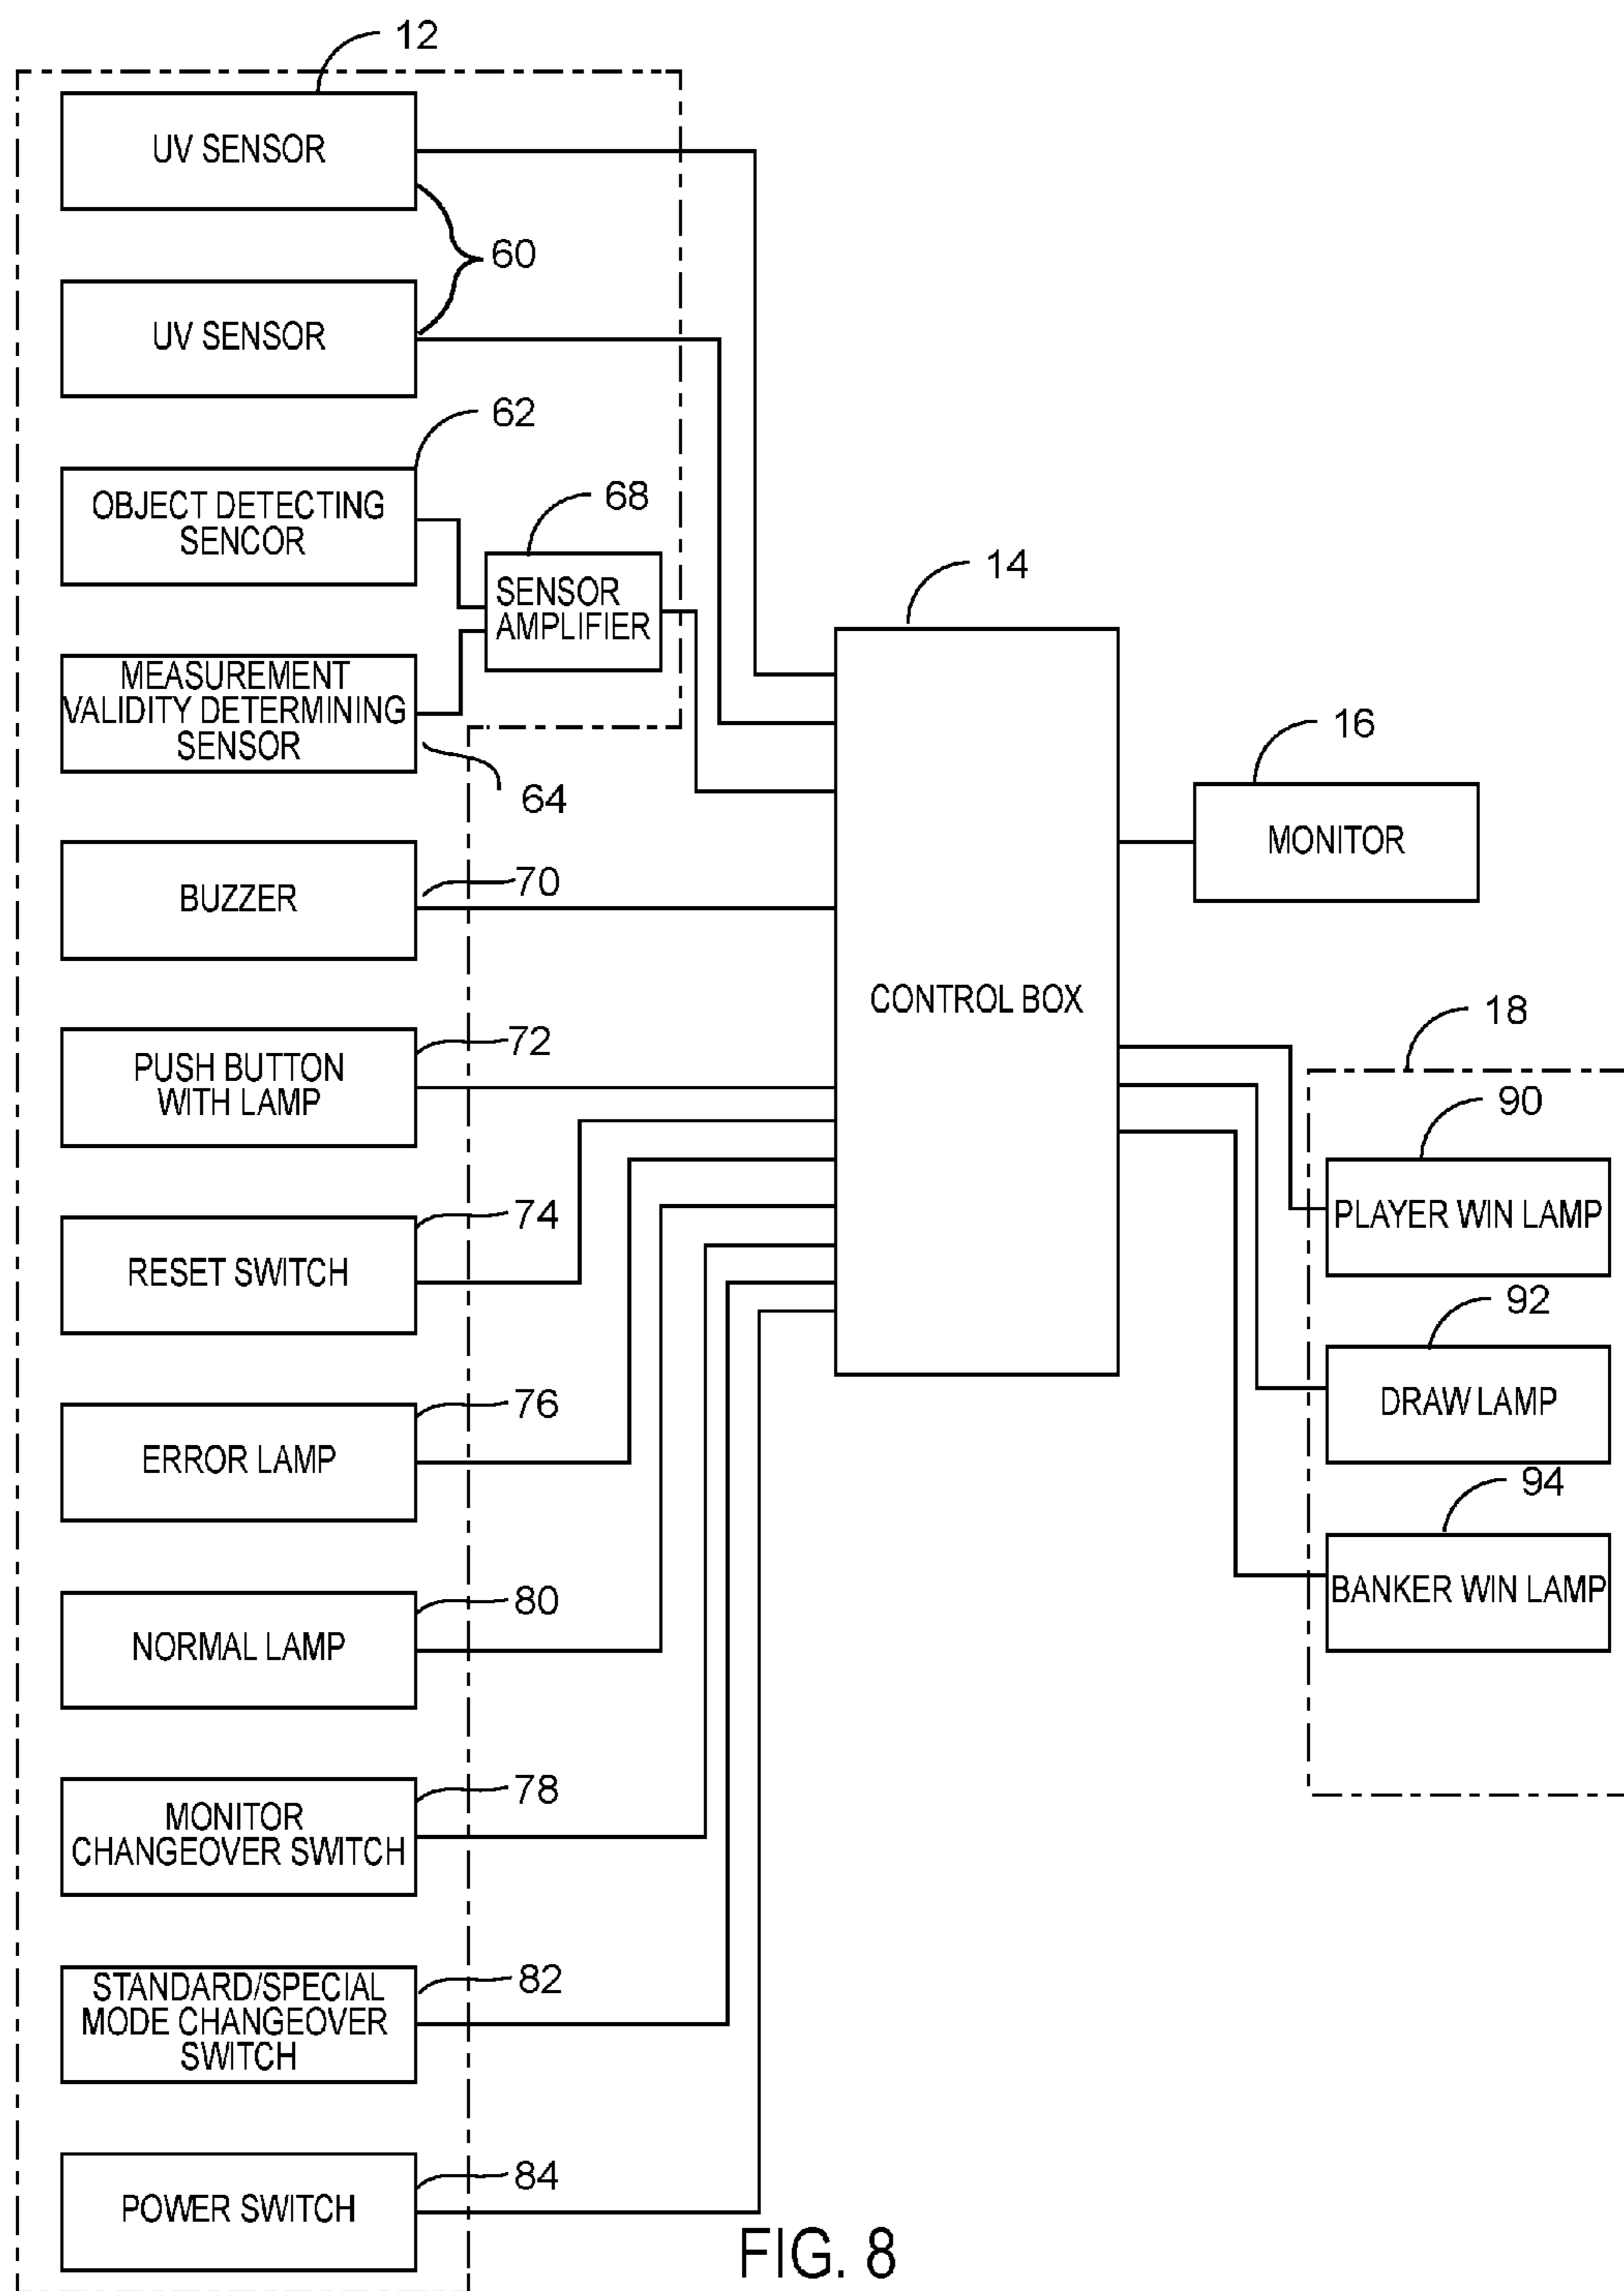 12
UV SENSOR
60
UV SENSOR
62
OBJECT DETECTING
SENCOR
68
SENSOR
AMPLIFIER
MEASUREMENT
VALIDITY DETERMINING
SENSOR
64
BUZZER
70
PUSH BUTTON
WITH LAMP
72
RESET SWITCH
74
ERROR LAMP
76
NORMAL LAMP
80
MONITOR
CHANGEOVER SWITCH
78
STANDARD/SPECIAL
MODE CHANGEOVER
SWITCH
82
POWER SWITCH
84
14
CONTROL BOX
16
MONITOR
18
90
PLAYER WIN LAMP
92
DRAW LAMP
94
BANKER WIN LAMP
FIG. 8